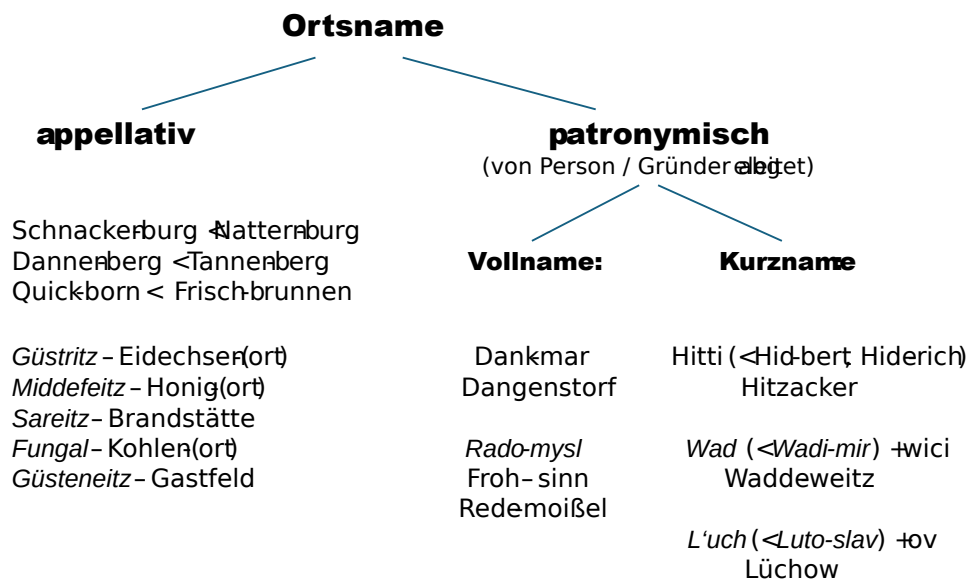 Ortsname
appellativ
Schnacken-burg < Nattern-burg
Dannen-berg < Tannen-berg
Quick-born < Frisch-brunnen
Güstritz – Eidechsen-(ort)
Middefeitz – Honig-(ort)
Sareitz – Brandstätte
Fungal – Kohlen-(ort)
Güsteneitz – Gastfeld
patronymisch
(von Person / Gründer abgeleitet)
Vollname:
Dank-mar
Dangenstorf
Rado-mysl
Froh – sinn
Redemoißel
Kurzname:
Hitti (< Hid-bert, Hiderich)
Hitzacker
Wad (< Wadi-mir) + wici
Waddeweitz
L‘uch (< Luto-slav) + ov
Lüchow